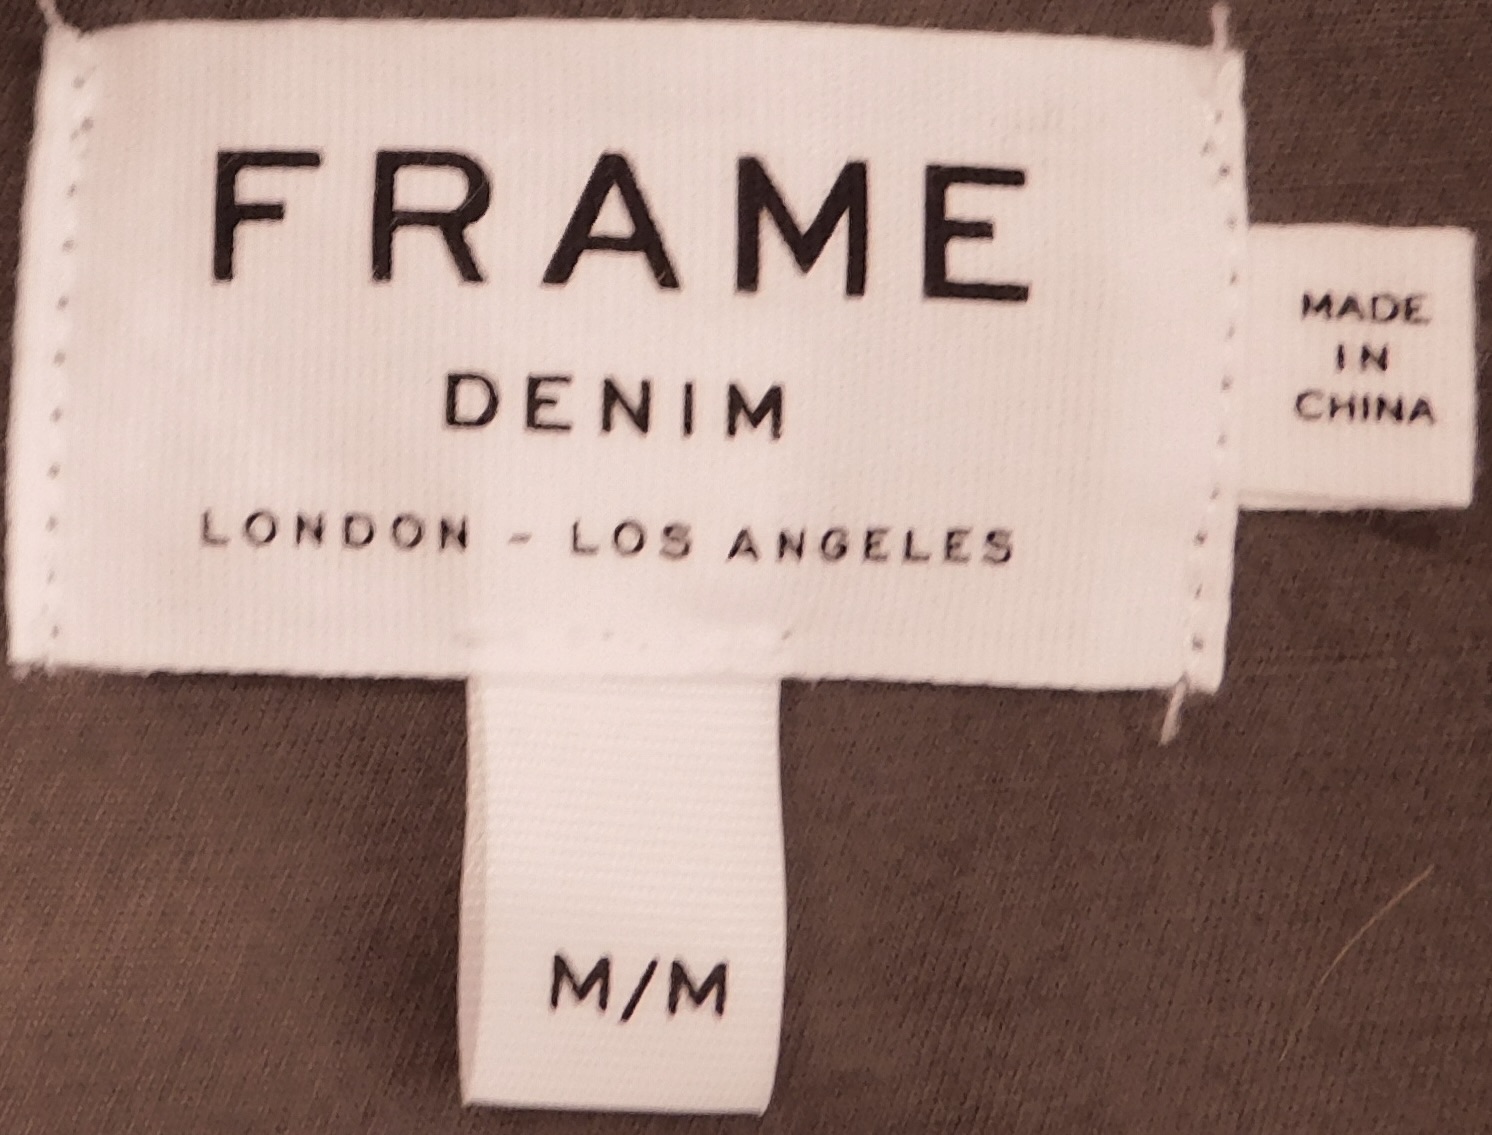 FRAME
DENIM
LONDON - LOS ANGELES
MADE
IN
CHINA
M/M